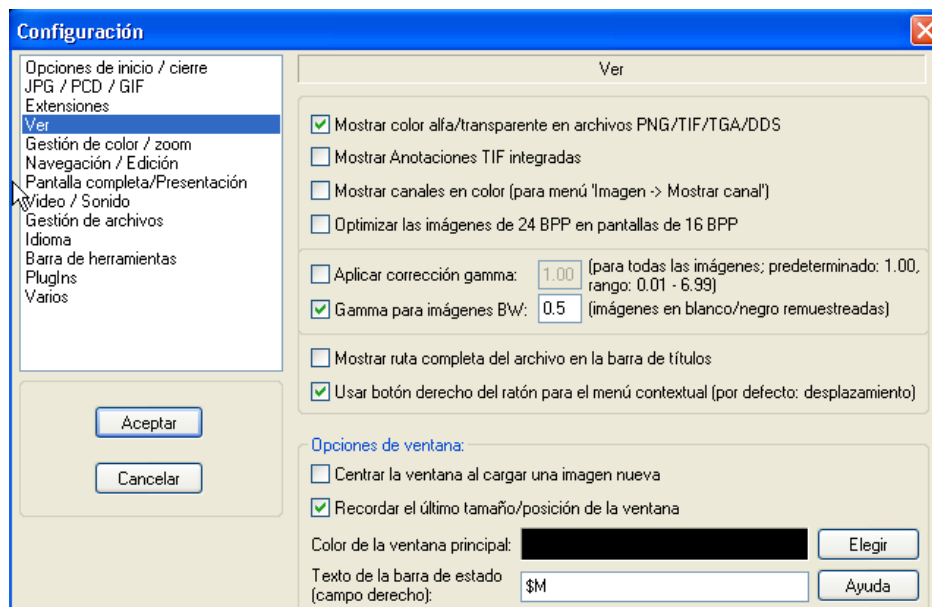 Configuración
Opciones de inicio / cierre
JPG / PCD / GIF
Extensiones
Ver
Gestión de color / zoom
Navegación / Edición
Pantalla completa/Presentación
Video / Sonido
Gestión de archivos
Idioma
Barra de herramientas
PlugIns
Varios
Aceptar
Cancelar
Ver
Mostrar color alfa/transparente en archivos PNG/TIF/TGA/DDS
Mostrar Anotaciones TIF integradas
Mostrar canales en color (para menú 'Imagen -> Mostrar canal')
Optimizar las imágenes de 24 BPP en pantallas de 16 BPP
Aplicar corrección gamma: 1.00 (para todas las imágenes; predeterminado: 1.00,
rango: 0.01 - 6.99)
Gamma para imágenes BW: 0.5 (imágenes en blanco/negro remuestreadas)
Mostrar ruta completa del archivo en la barra de títulos
Usar botón derecho del ratón para el menú contextual (por defecto: desplazamiento)
Opciones de ventana:
Centrar la ventana al cargar una imagen nueva
Recordar el último tamaño/posición de la ventana
Color de la ventana principal: Elegir
Texto de la barra de estado
(campo derecho): $M Ayuda